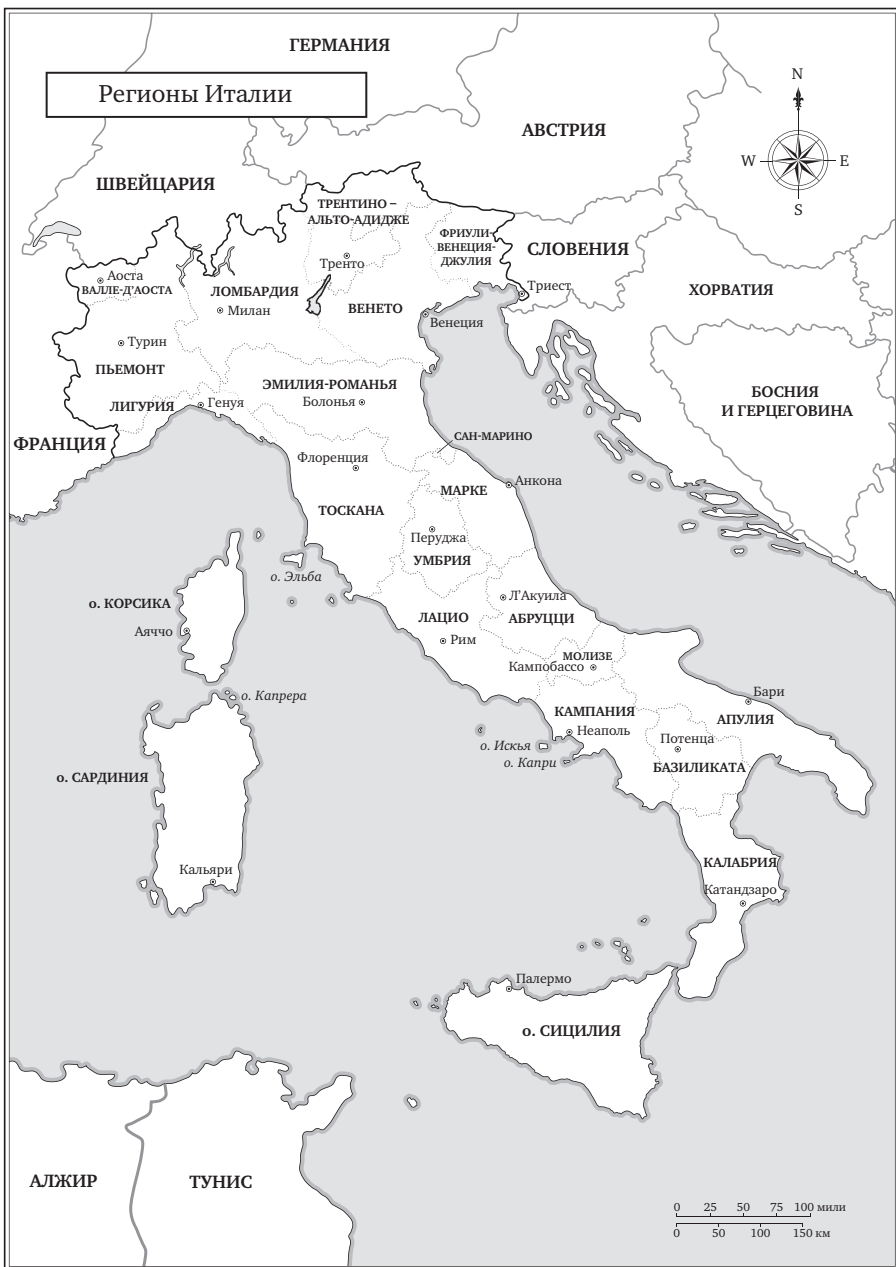 ГЕРМАНИЯ
Регионы Италии
N
W
E
S
АВСТРИЯ
ШВЕЙЦАРИЯ
ТРЕНТИНО –
АЛЬТО-АДИДЖЕ
ФРИУЛИ-
ВЕНЕЦИЯ-
ДЖУЛИЯ
СЛОВЕНИЯ
Тренто
Аоста
ВАЛЛЕ-Д'АОСТА
ЛОМБАРДИЯ
Милан
ВЕНЕТО
Триест
ХОРВАТИЯ
Венеция
Турин
ПЬЕМОНТ
ЭМИЛИЯ-РОМАНЬЯ
Болонья
БОСНИЯ
И ГЕРЦЕГОВИНА
ЛИГУРИЯ
Генуя
ФРАНЦИЯ
САН-МАРИНО
Флоренция
Анкона
МАРКЕ
ТОСКАНА
Перуджа
УМБРИЯ
о. Эльба
о. КОРСИКА
Аяччо
Л'Акуила
АБРУЦЦИ
ЛАЦИО
Рим
МОЛИЗЕ
Кампобассо
о. Капрера
Бари
КАМПАНИЯ
АПУЛИЯ
Неаполь
Потенца
о. Искья
о. Капри
БАЗИЛИКАТА
о. САРДИНИЯ
Кальяри
КАЛАБРИЯ
Катандзаро
Палермо
о. СИЦИЛИЯ
АЛЖИР
ТУНИС
0 25 50 75 100 мили
0 50 100 150 км